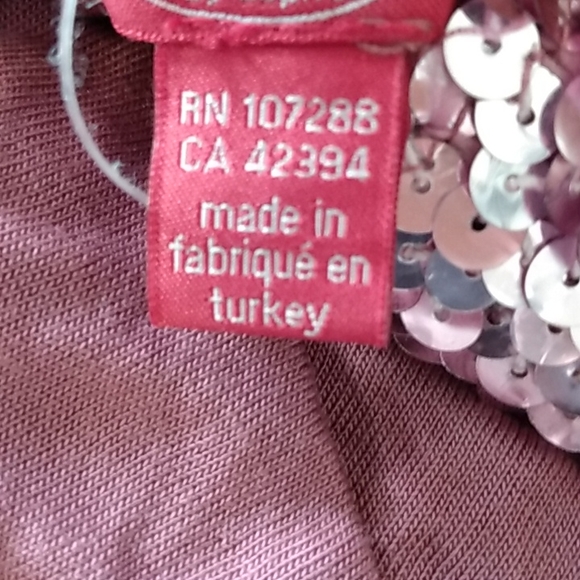 RN 107288
CA 42394
made in
fabriqué en
turkey